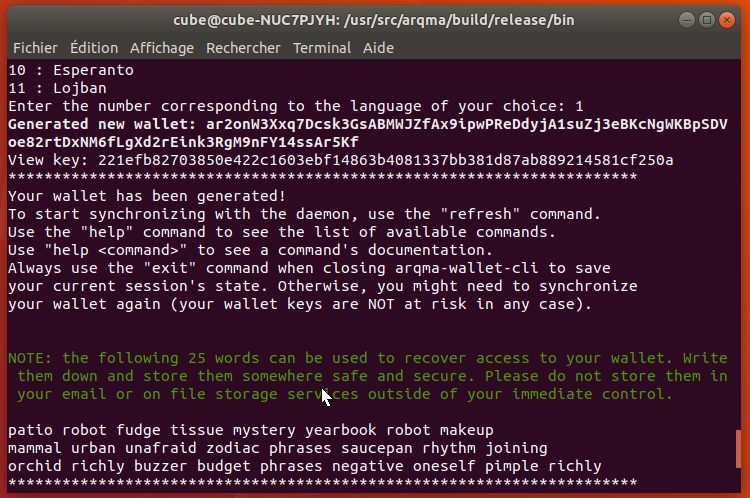 cube@cube-NUC7PJYH: /usr/src/arqma/build/release/bin
Fichier Édition Affichage Rechercher Terminal Aide
10 : Esperanto
11 : Lojban
Enter the number corresponding to the language of your choice: 1
Generated new wallet: ar2onW3Xxq7Dcsk3GsABMWJZfAx9ipwPReDdyjA1suZj3eBKcNgWKBpSDV
oe82rtDxNM6fLgXd2rEink3RgM9nFY14ssAr5Kf
View key: 221efb82703850e422c1603ebf14863b4081337bb381d87ab889214581cf250a
**********************************************************************
Your wallet has been generated!
To start synchronizing with the daemon, use the "refresh" command.
Use the "help" command to see the list of available commands.
Use "help <command>" to see a command's documentation.
Always use the "exit" command when closing arqma-wallet-cli to save
your current session's state. Otherwise, you might need to synchronize
your wallet again (your wallet keys are NOT at risk in any case).
NOTE: the following 25 words can be used to recover access to your wallet. Write
them down and store them somewhere safe and secure. Please do not store them in
your email or on file storage services outside of your immediate control.
patio robot fudge tissue mystery yearbook robot makeup
mammal urban unafraid zodiac phrases saucepan rhythm joining
orchid richly buzzer budget phrases negative oneself pimple richly
**********************************************************************